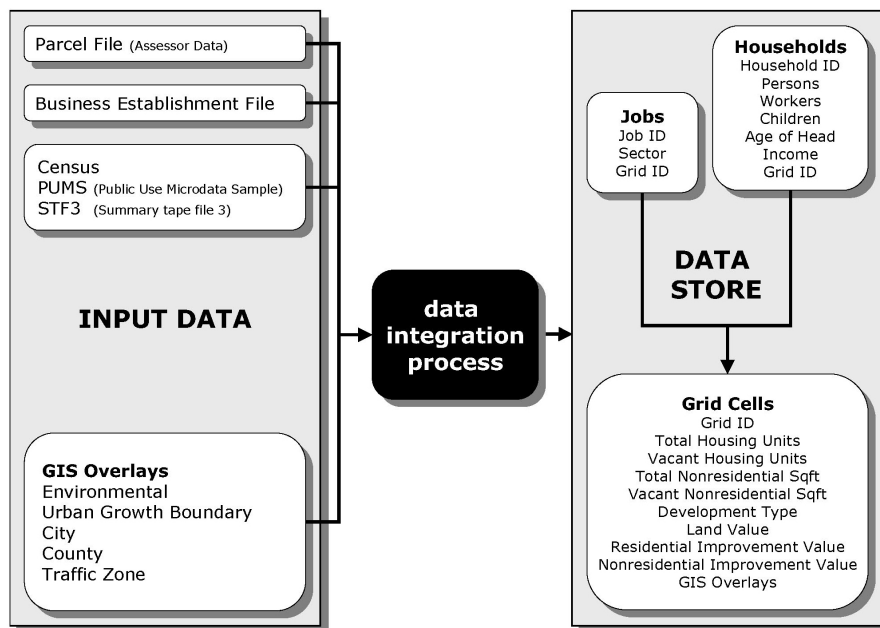 Parcel File (Assessor Data)
Business Establishment File
Census
PUMS (Public Use Microdata Sample)
STF3 (Summary tape file 3)
INPUT DATA
GIS Overlays
Environmental
Urban Growth Boundary
City
County
Traffic Zone
data
integration
process
Jobs
Job ID
Sector
Grid ID
Households
Household ID
Persons
Workers
Children
Age of Head
Income
Grid ID
DATA
STORE
Grid Cells
Grid ID
Total Housing Units
Vacant Housing Units
Total Nonresidential Sqft
Vacant Nonresidential Sqft
Development Type
Land Value
Residential Improvement Value
Nonresidential Improvement Value
GIS Overlays